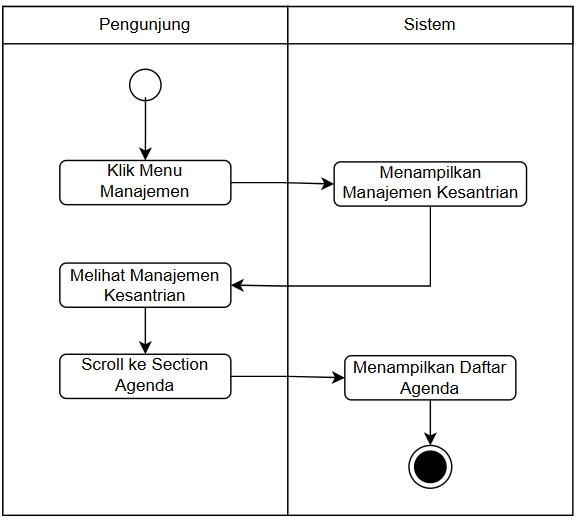 Pengunjung
Sistem
Klik Menu
Manajemen
Menampilkan
Manajemen Kesantrian
Melihat Manajemen
Kesantrian
Scroll ke Section
Agenda
Menampilkan Daftar
Agenda